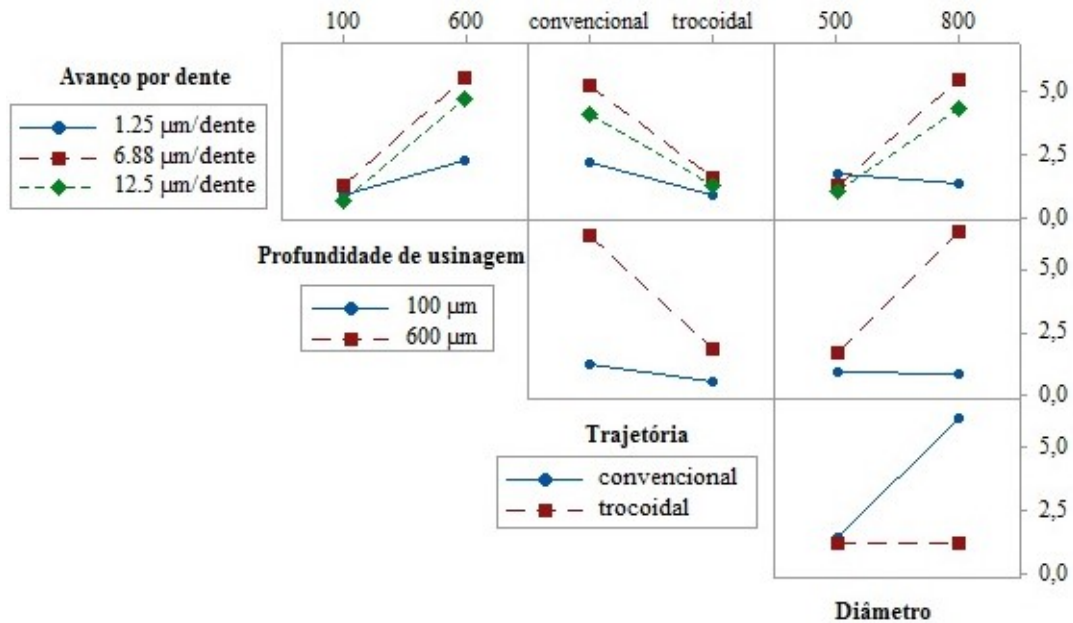 100 600 convencional trocoidal 500 800
Avanço por dente
1.25 µm/dente
6.88 µm/dente
12.5 µm/dente
5,0
2,5
0,0
Profundidade de usinagem
100 µm
600 µm
5,0
2,5
0,0
Trajetória
convencional
trocoidal
5,0
2,5
0,0
Diâmetro